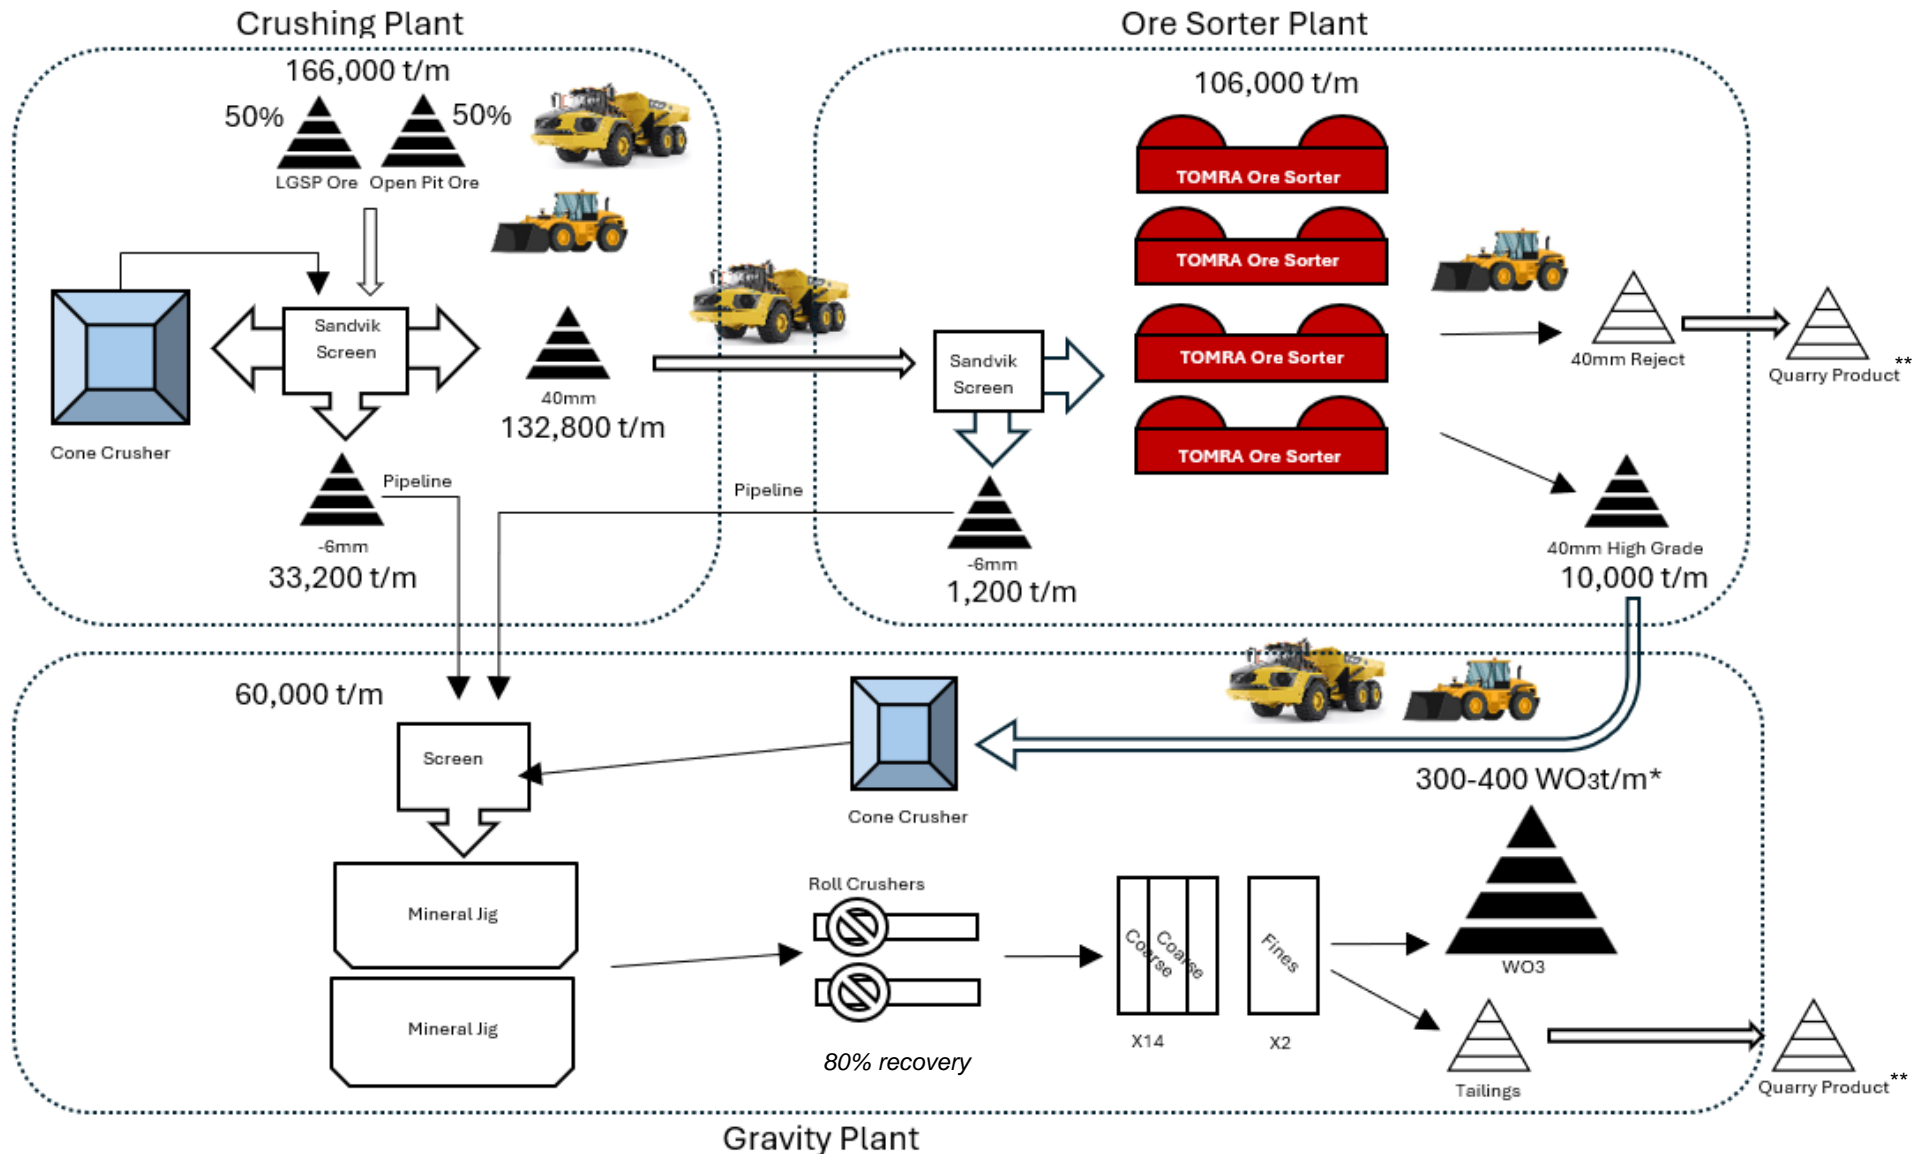 Crushing Plant
166,000 t/m
50%
50%
LGSP Ore
Open Pit Ore
Sandvik
Screen
Cone Crusher
40mm
132,800 t/m
Pipeline
-6mm
33,200 t/m
Ore Sorter Plant
106,000 t/m
TOMRA Ore Sorter
TOMRA Ore Sorter
TOMRA Ore Sorter
TOMRA Ore Sorter
Sandvik
Screen
Pipeline
-6mm
1,200 t/m
40mm Reject
Quarry Product**
40mm High Grade
10,000 t/m
60,000 t/m
Screen
Cone Crusher
Mineral Jig
Mineral Jig
Roll Crushers
80% recovery
Coarse
Coarse
X14
Fines
X2
300-400 WO3t/m*
WO3
Tailings
Quarry Product**
Gravity Plant